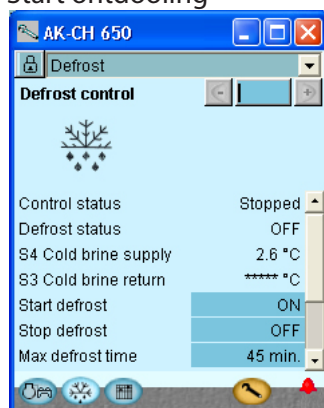 Start ontdooiing
AK-CH 650
Defrost
Defrost control
Control status Stopped
Defrost status OFF
S4 Cold brine supply 2.6 °C
S3 Cold brine return ***** °C
Start defrost ON
Stop defrost OFF
Max defrost time 45 min.